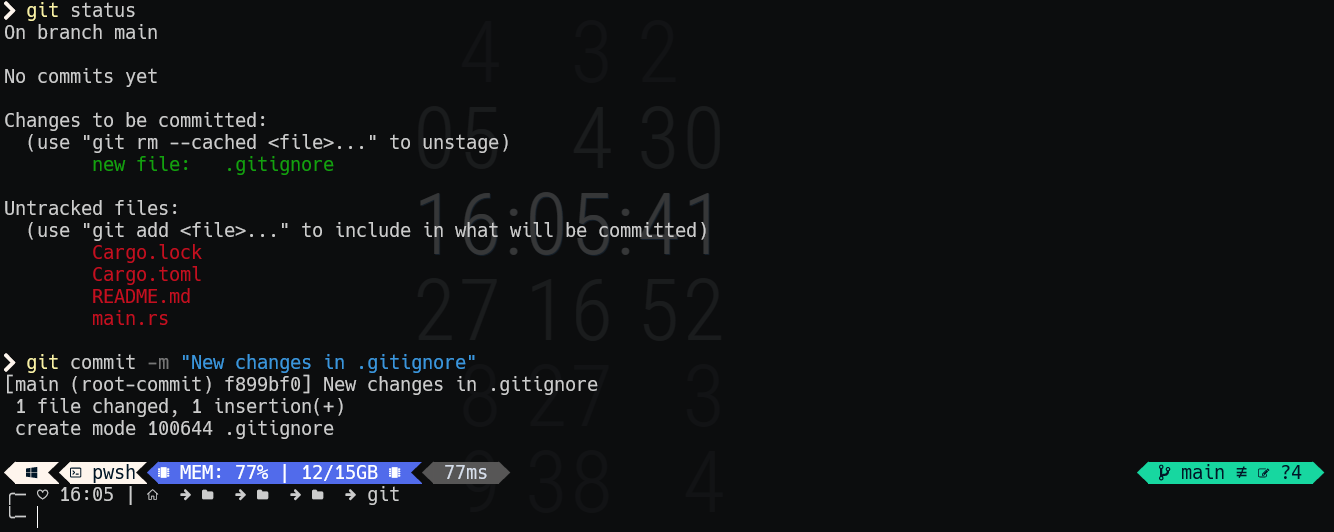 ❯ git status
On branch main
No commits yet
Changes to be committed:
(use "git rm --cached <file>..." to unstage)
new file:   .gitignore
Untracked files:
(use "git add <file>..." to include in what will be committed)
Cargo.lock
Cargo.toml
README.md
main.rs
❯ git commit -m "New changes in .gitignore"
[main (root-commit) f899bf0] New changes in .gitignore
1 file changed, 1 insertion(+)
create mode 100644 .gitignore
pwsh MEM: 77% | 12/15GB 77ms main ≢ ?4
16:05 | git
4 3 2
05 4 30
16:05:41
27 16 52
8 27 3
9 38 4